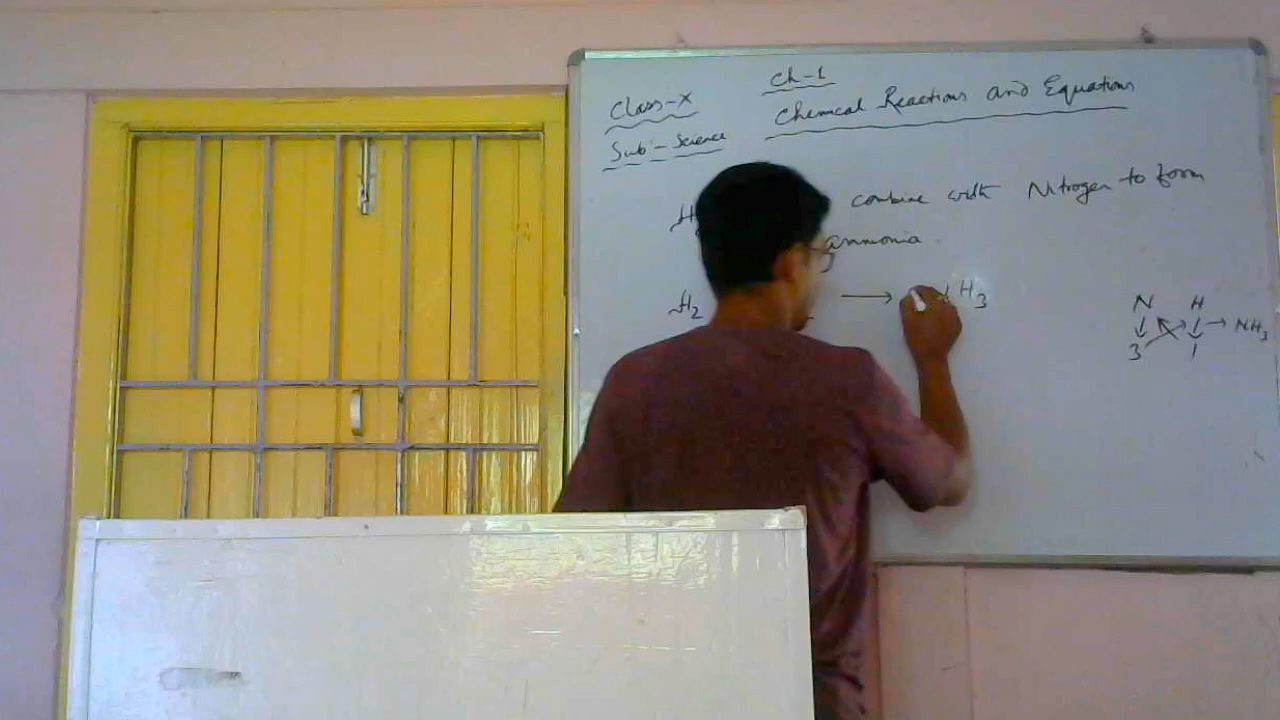 Class-X
Ch-1
Chemical Reactions and Equations
Sub - Science
combine with Nitrogen to form
ammonia.
H2 → H3
N H
↓ ↓ → NH3
3 1